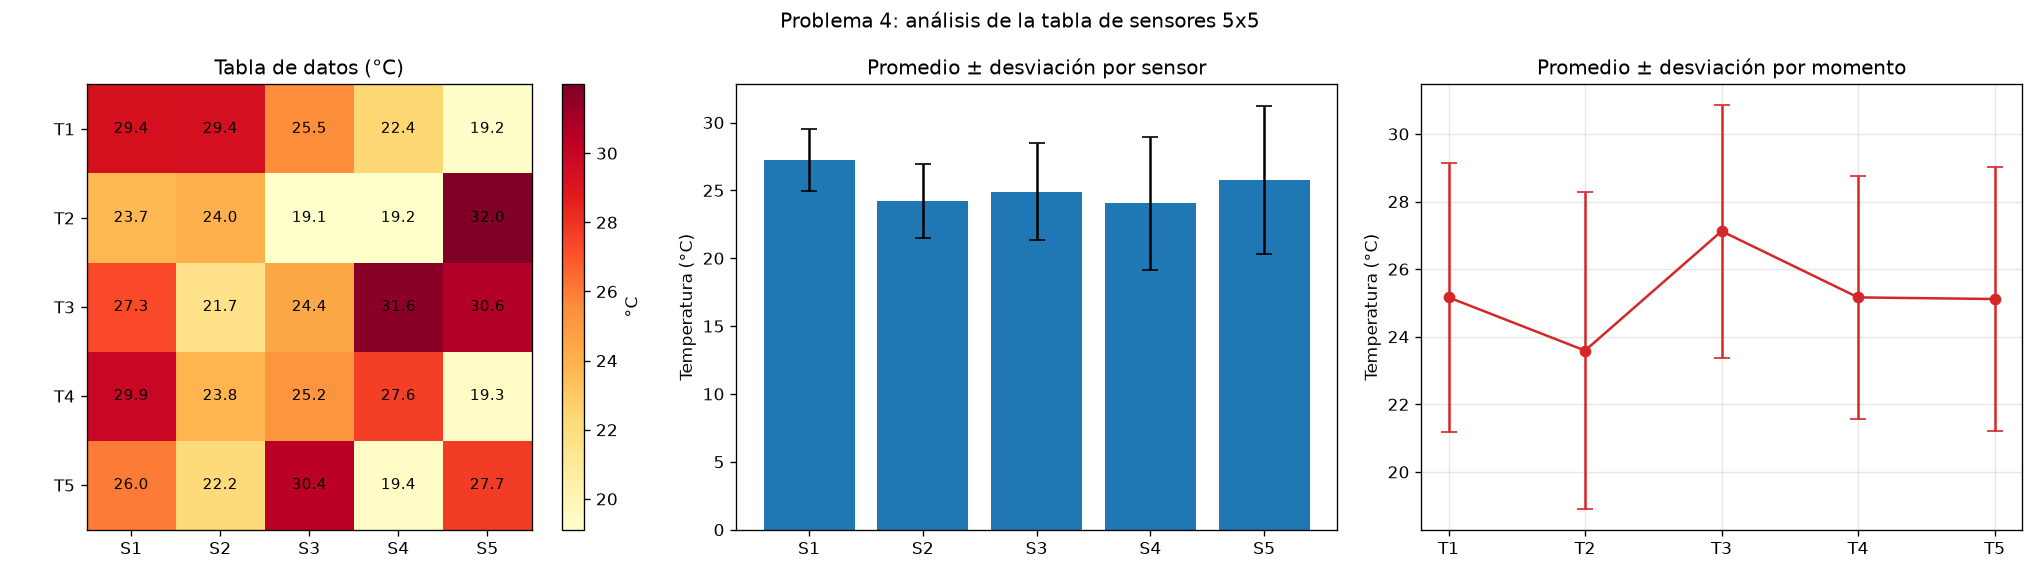 Problema 4: análisis de la tabla de sensores 5x5
Tabla de datos (°C)
T1 29.4 29.4 25.5 22.4 19.2
T2 23.7 24.0 19.1 19.2 32.0
T3 27.3 21.7 24.4 31.6 30.6
T4 29.9 23.8 25.2 27.6 19.3
T5 26.0 22.2 30.4 19.4 27.7
S1 S2 S3 S4 S5
30
28
26
24
22
20
°C
Promedio ± desviación por sensor
Temperatura (°C)
30
25
20
15
10
5
0
S1 S2 S3 S4 S5
Promedio ± desviación por momento
Temperatura (°C)
30
28
26
24
22
20
T1 T2 T3 T4 T5